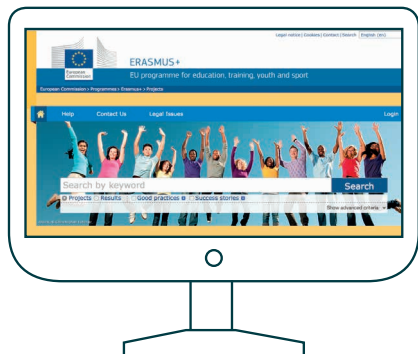 Legal notice | Cookies | Contact | Search English (en)
European
Commission
ERASMUS+
EU programme for education, training, youth and sport
European Commission > Programmes > Erasmus+ > Projects
Help Contact Us Legal Issues Login
Search by keyword Search
Projects Results Good practices Success stories
Show advanced criteria